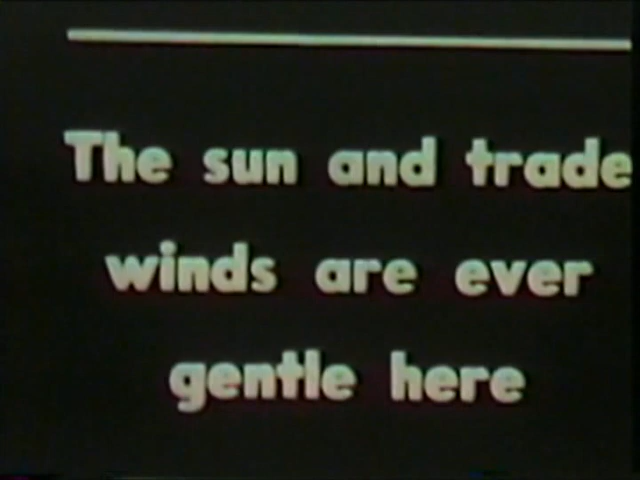 The sun and trade
winds are ever
gentle here